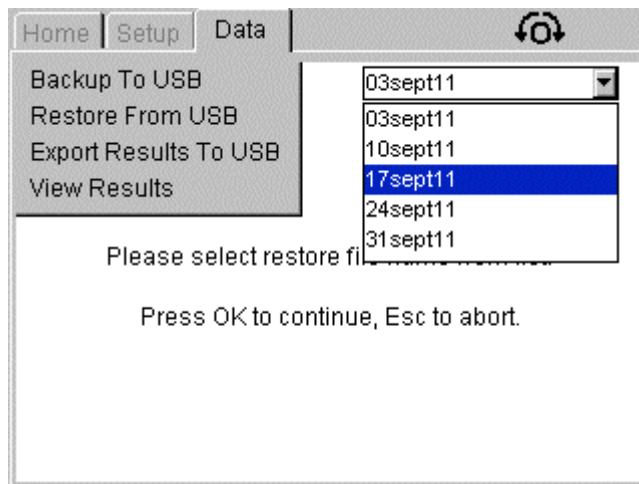 Home Setup Data
Backup To USB
Restore From USB
Export Results To USB
View Results
03sept11
03sept11
10sept11
17sept11
24sept11
31sept11
Please select restore
Press OK to continue, Esc to abort.